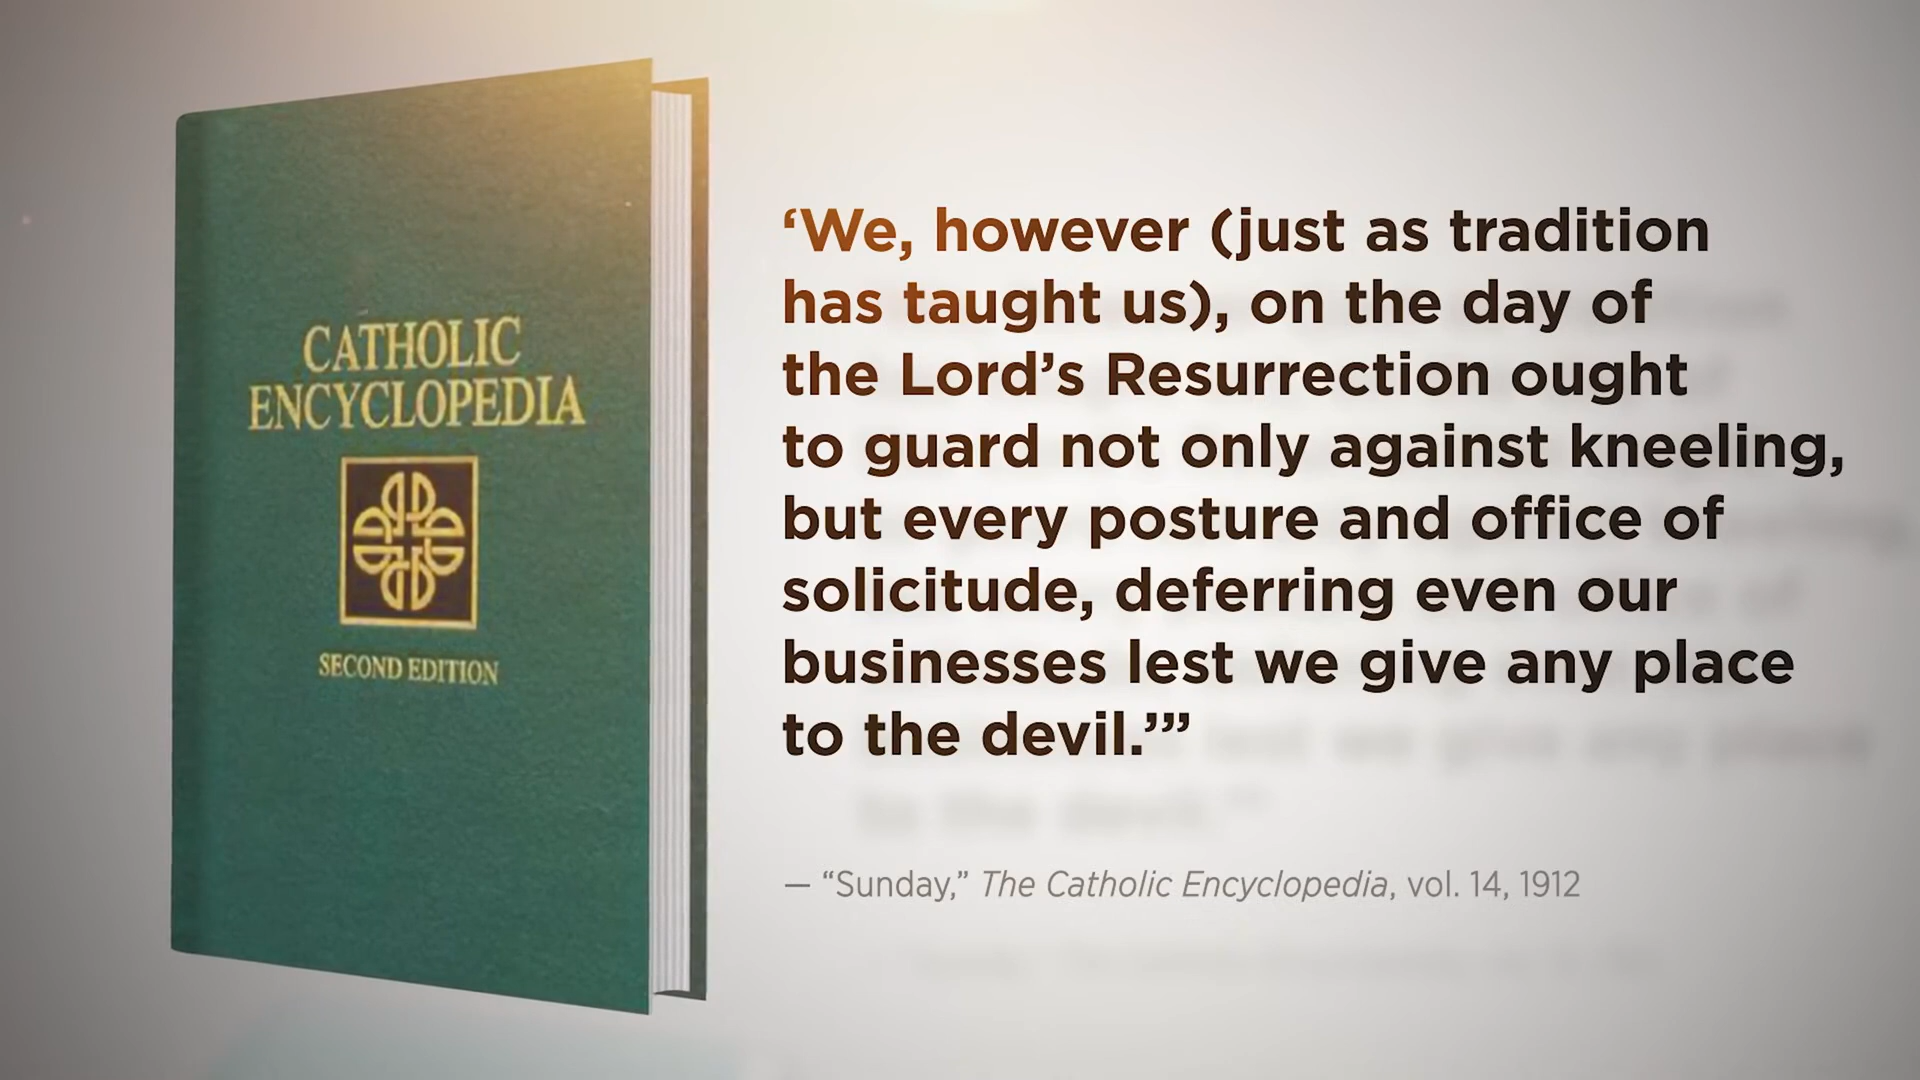 CATHOLIC
ENCYCLOPEDIA
SECOND EDITION
‘We, however (just as tradition
has taught us), on the day of
the Lord’s Resurrection ought
to guard not only against kneeling,
but every posture and office of
solicitude, deferring even our
businesses lest we give any place
to the devil.’”
— “Sunday,” The Catholic Encyclopedia, vol. 14, 1912